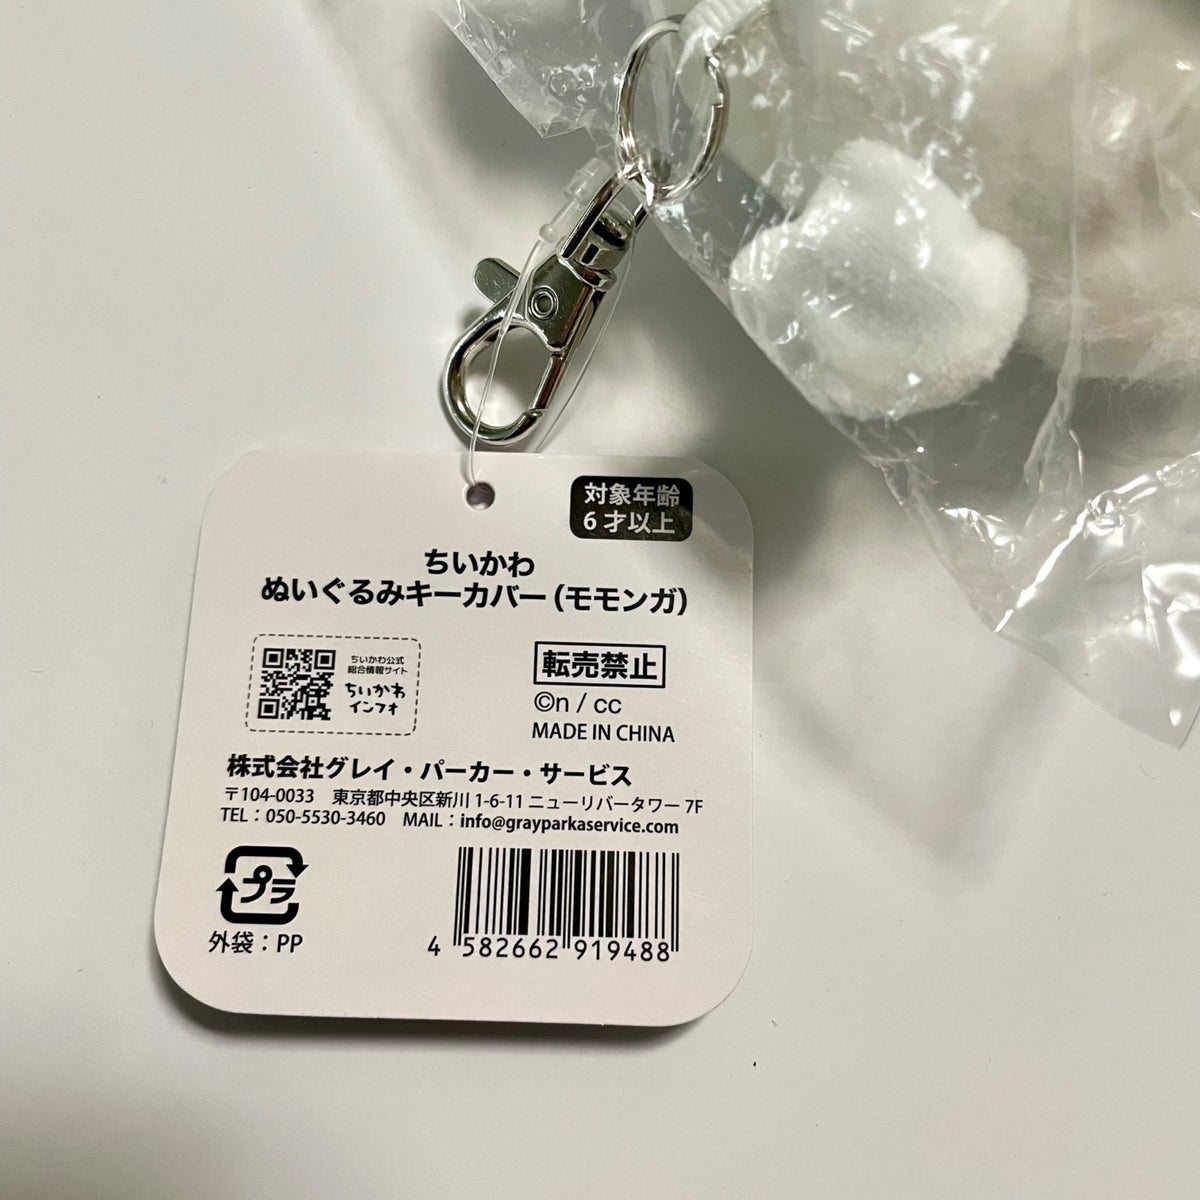 対象年齢
6才以上
ちいかわ
ぬいぐるみキーカバー(モモンガ)
ちいかわ公式
総合情報サイト
ちいかわ
インフォ
転売禁止
©n / cc
MADE IN CHINA
株式会社グレイ・パーカー・サービス
〒104-0033 東京都中央区新川 1-6-11 ニューリバータワー 7F
TEL:050-5530-3460 MAIL:info@grayparkaservice.com
プラ
外袋:PP
4 582662 919488